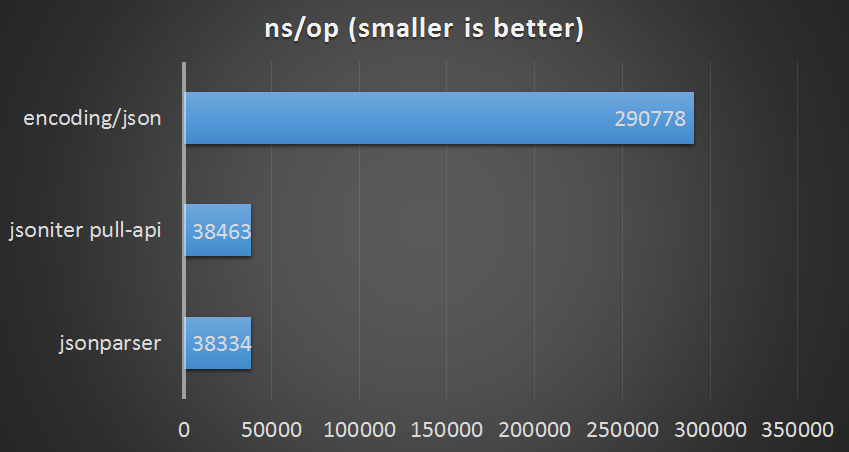 ns/op (smaller is better)
encoding/json 290778
jsoniter pull-api 38463
jsonparser 38334
0 50000 100000 150000 200000 250000 300000 350000